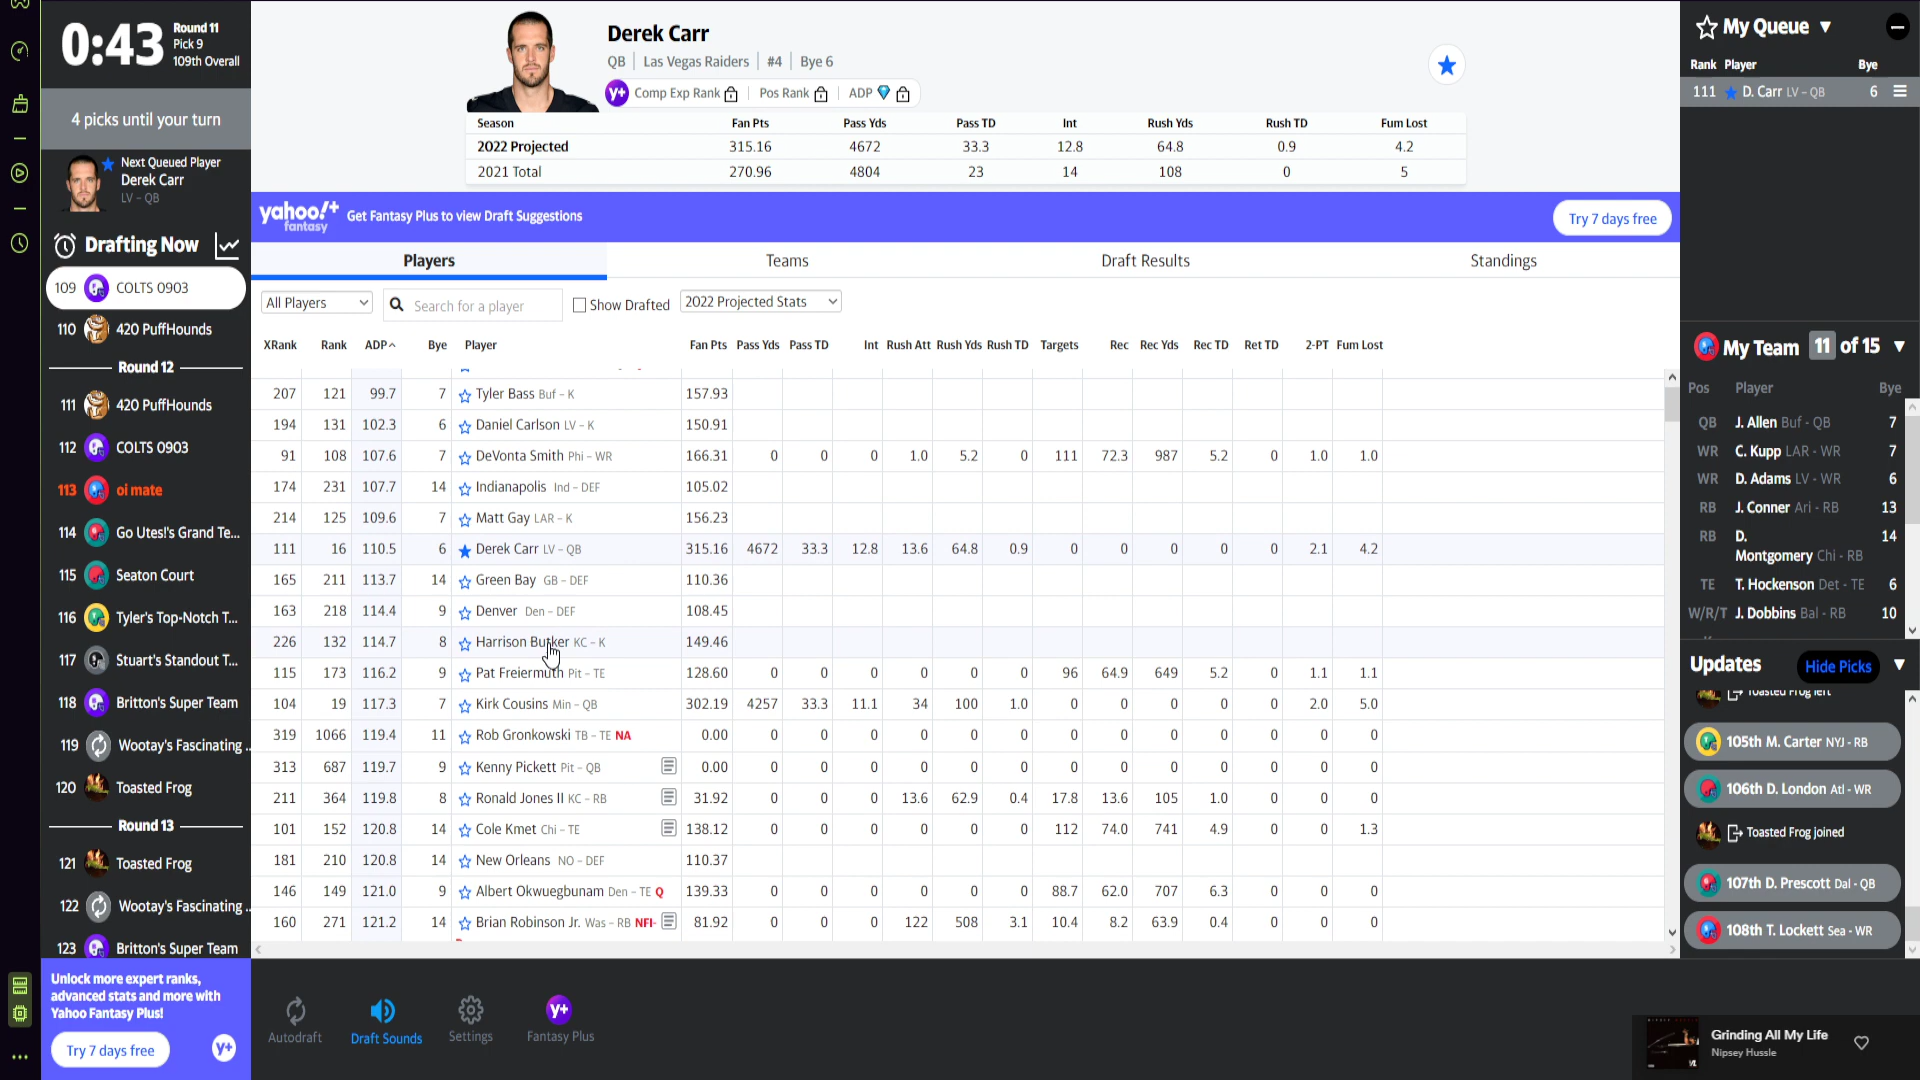 0:43
Round 11
Pick 9
109th Overall
4 picks until your turn
Next Queued Player
Derek Carr
LV - QB
Drafting Now
109 COLTS 0903
110 420 PuffHounds
Round 12
111 420 PuffHounds
112 COLTS 0903
113 oi mate
114 Go Utes!'s Grand Te...
115 Seaton Court
116 Tyler's Top-Notch T...
117 Stuart's Standout T...
118 Britton's Super Team
119 Wootay's Fascinating ...
120 Toasted Frog
Round 13
121 Toasted Frog
122 Wootay's Fascinating ...
123 Britton's Super Team
Unlock more expert ranks,
advanced stats and more with
Yahoo Fantasy Plus!
Try 7 days free
y+
Derek Carr
QB | Las Vegas Raiders | #4 | Bye 6
y+ Comp Exp Rank | Pos Rank | ADP
Season Fan Pts Pass Yds Pass TD Int Rush Yds Rush TD Fum Lost
2022 Projected 315.16 4672 33.3 12.8 64.8 0.9 4.2
2021 Total 270.96 4804 23 14 108 0 5
yahoo!+
fantasy
Get Fantasy Plus to view Draft Suggestions
Try 7 days free
Players Teams Draft Results Standings
All Players Search for a player Show Drafted 2022 Projected Stats
XRank Rank ADP Bye Player Fan Pts Pass Yds Pass TD Int Rush Att Rush Yds Rush TD Targets Rec Rec Yds Rec TD Ret TD 2-PT Fum Lost
207 121 99.7 7 Tyler Bass Buf - K 157.93
194 131 102.3 6 Daniel Carlson LV - K 150.91
91 108 107.6 7 DeVonta Smith Phi - WR 166.31 0 0 0 1.0 5.2 0 111 72.3 987 5.2 0 1.0 1.0
174 231 107.7 14 Indianapolis Ind - DEF 105.02
214 125 109.6 7 Matt Gay LAR - K 156.23
111 16 110.5 6 Derek Carr LV - QB 315.16 4672 33.3 12.8 13.6 64.8 0.9 0 0 0 0 0 2.1 4.2
165 211 113.7 14 Green Bay GB - DEF 110.36
163 218 114.4 9 Denver Den - DEF 108.45
226 132 114.7 8 Harrison Butker KC - K 149.46
115 173 116.2 9 Pat Freiermuth Pit - TE 128.60 0 0 0 0 0 0 96 64.9 649 5.2 0 1.1 1.1
104 19 117.3 7 Kirk Cousins Min - QB 302.19 4257 33.3 11.1 34 100 1.0 0 0 0 0 0 2.0 5.0
319 1066 119.4 11 Rob Gronkowski TB - TE NA 0.00 0 0 0 0 0 0 0 0 0 0 0 0 0
313 687 119.7 9 Kenny Pickett Pit - QB 0.00 0 0 0 0 0 0 0 0 0 0 0 0 0
211 364 119.8 8 Ronald Jones II KC - RB 31.92 0 0 0 13.6 62.9 0.4 17.8 13.6 105 1.0 0 0 0
101 152 120.8 14 Cole Kmet Chi - TE 138.12 0 0 0 0 0 0 112 74.0 741 4.9 0 0 1.3
181 210 120.8 14 New Orleans NO - DEF 110.37
146 149 121.0 9 Albert Okwuegbunam Den - TE Q 139.33 0 0 0 0 0 0 88.7 62.0 707 6.3 0 0 0
160 271 121.2 14 Brian Robinson Jr. Was - RB NFI- 81.92 0 0 0 122 508 3.1 10.4 8.2 63.9 0.4 0 0 0
Autodraft Draft Sounds Settings Fantasy Plus
y+
My Queue
Rank Player Bye
111 D. Carr LV - QB 6
My Team 11 of 15
Pos Player Bye
QB J. Allen Buf - QB 7
WR C. Kupp LAR - WR 7
WR D. Adams LV - WR 6
RB J. Conner Ari - RB 13
RB D.
Montgomery Chi - RB 14
TE T. Hockenson Det - TE 6
W/R/T J. Dobbins Bal - RB 10
Updates Hide Picks
Toasted Frog left
105th M. Carter NYJ - RB
106th D. London Atl - WR
Toasted Frog joined
107th D. Prescott Dal - QB
108th T. Lockett Sea - WR
Grinding All My Life
Nipsey Hussle